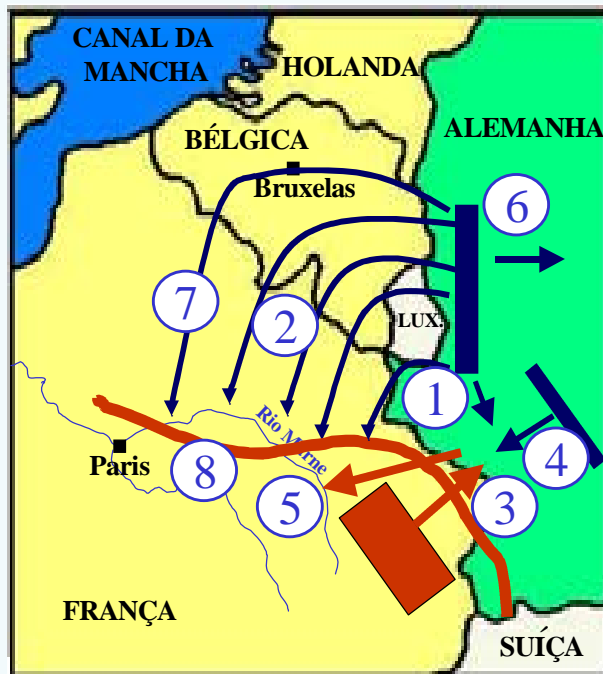 CANAL DA
MANCHA
HOLANDA
ALEMANHA
BÉLGICA
Bruxelas
6
7
2
LUX.
1
Rio Marne
Paris
8
4
5
3
FRANÇA
SUÍÇA